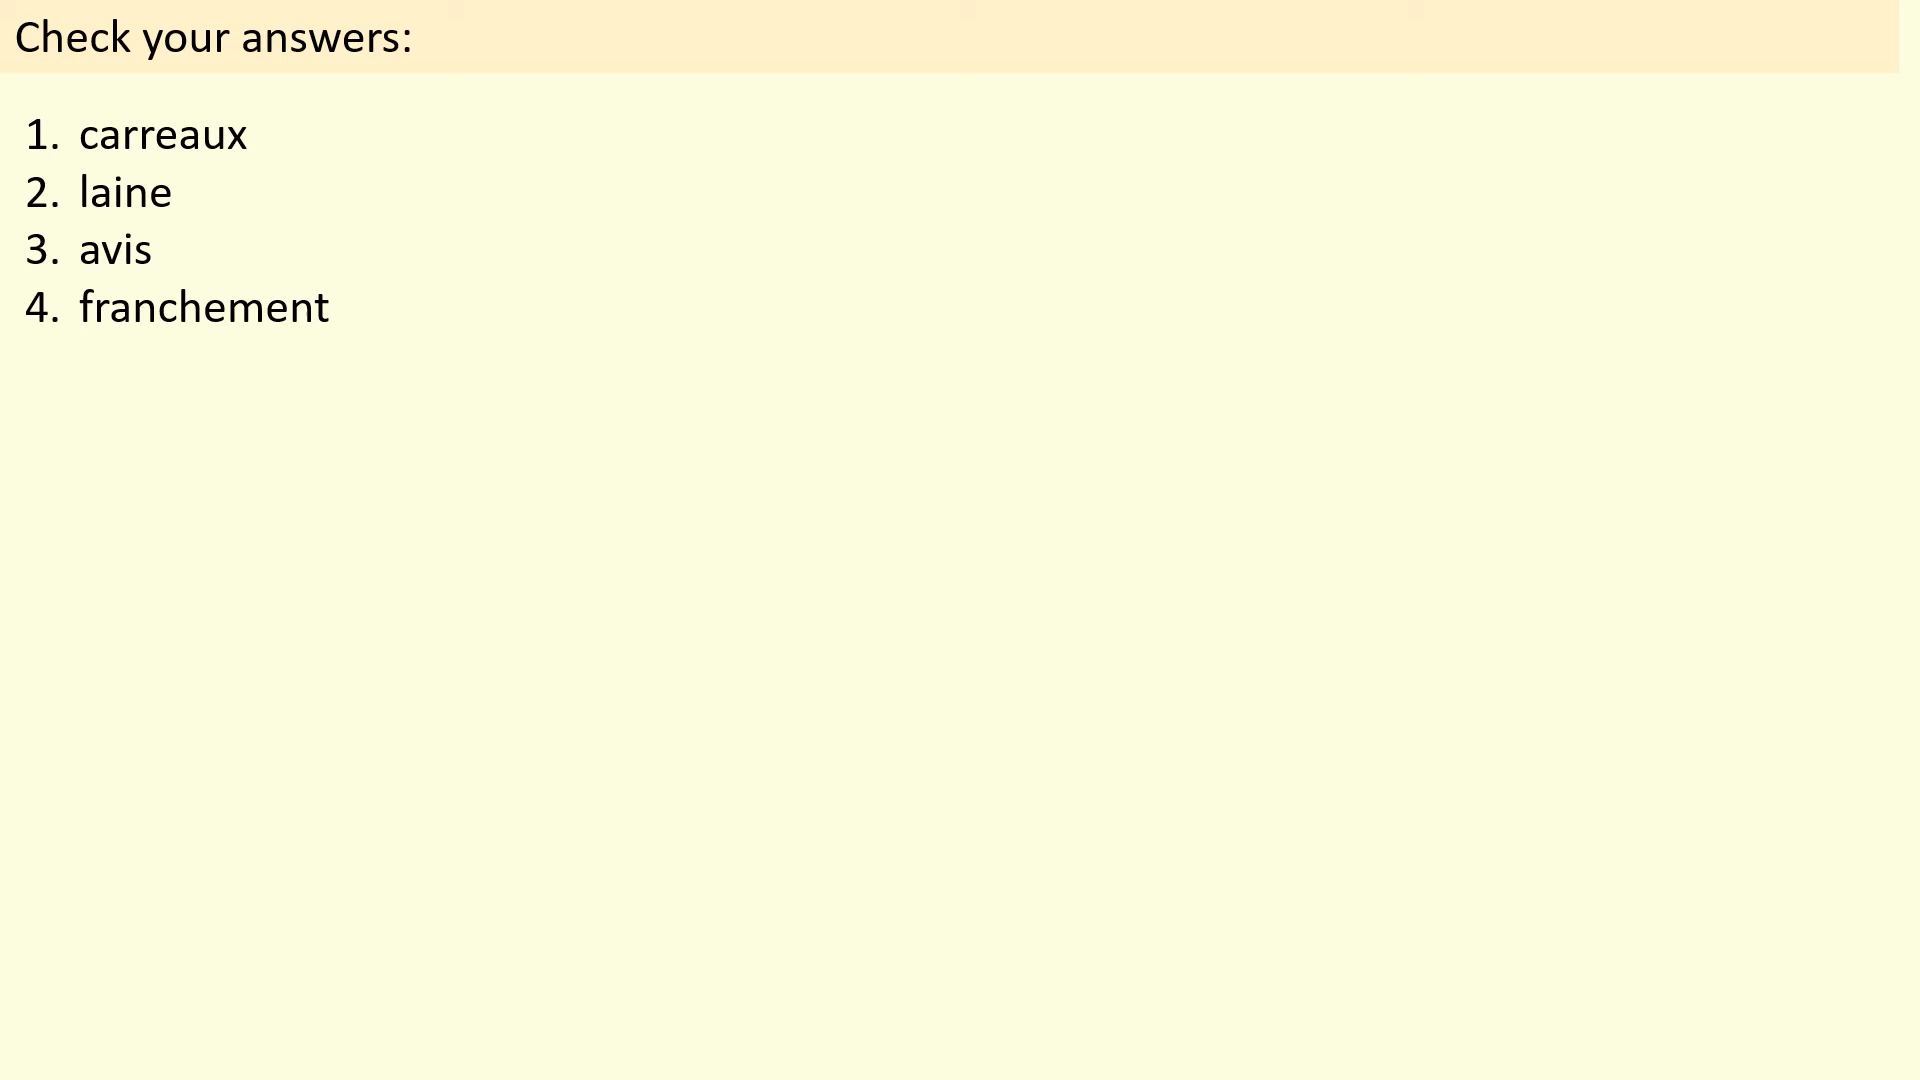 Check your answers:
1. carreaux
2. laine
3. avis
4. franchement